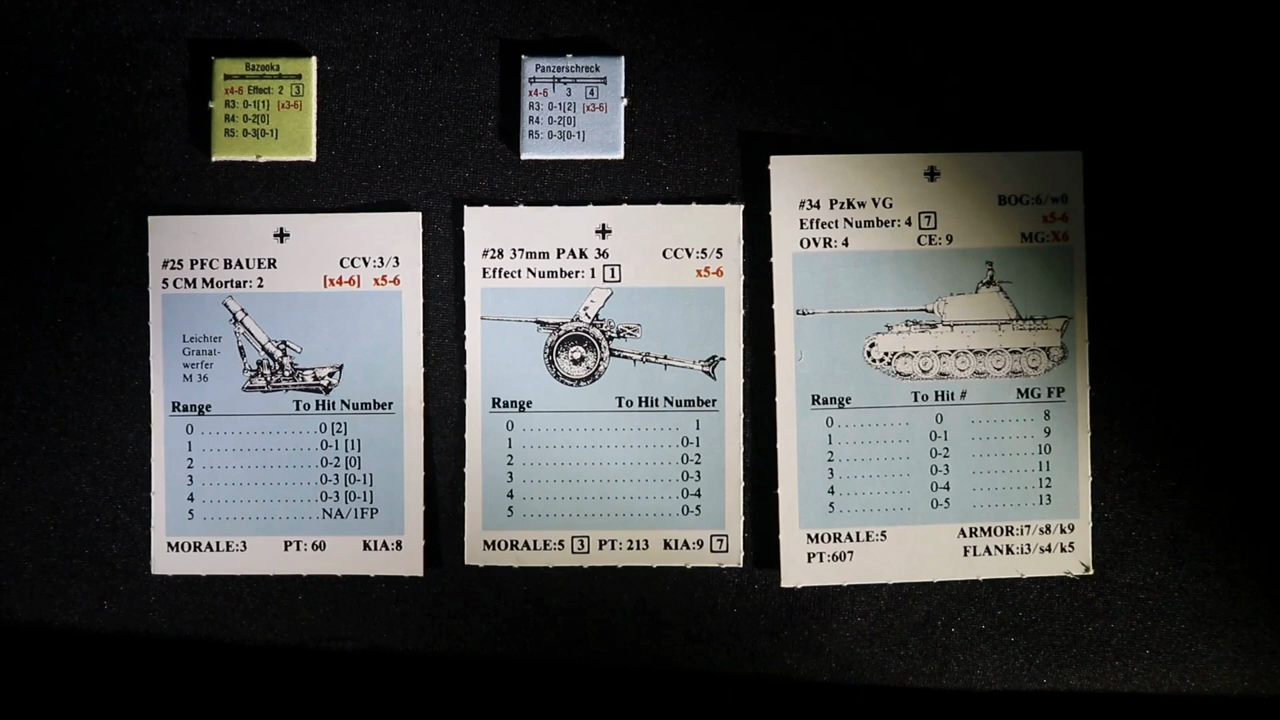 Bazooka
x4-6 Effect: 2 3
R3: 0-1[1] [x3-6]
R4: 0-2[0]
R5: 0-3[0-1]
Panzerschreck
x4-6 3 4
R3: 0-1[2] [x3-6]
R4: 0-2[0]
R5: 0-3[0-1]
#25 PFC BAUER CCV:3/3
5 CM Mortar: 2 [x4-6] x5-6
Leichter
Granat-
werfer
M 36
Range To Hit Number
0 ..................0 [2]
1 ..................0-1 [1]
2 ..................0-2 [0]
3 ..................0-3 [0-1]
4 ..................0-3 [0-1]
5 ..................NA/1FP
MORALE:3 PT: 60 KIA:8
#28 37mm PAK 36 CCV:5/5
Effect Number: 1 1 x5-6
Range To Hit Number
0 ........................ 1
1 ........................0-1
2 ........................0-2
3 ........................0-3
4 ........................0-4
5 ........................0-5
MORALE:5 3 PT: 213 KIA:9 7
#34 PzKw VG BOG:6/w0
Effect Number: 4 7 x5-6
OVR: 4 CE: 9 MG:X6
Range To Hit # MG FP
0.......... 0 ..........8
1.......... 0-1 ..........9
2.......... 0-2 ..........10
3.......... 0-3 ..........11
4.......... 0-4 ..........12
5.......... 0-5 ..........13
MORALE:5 ARMOR:i7/s8/k9
PT:607 FLANK:i3/s4/k5